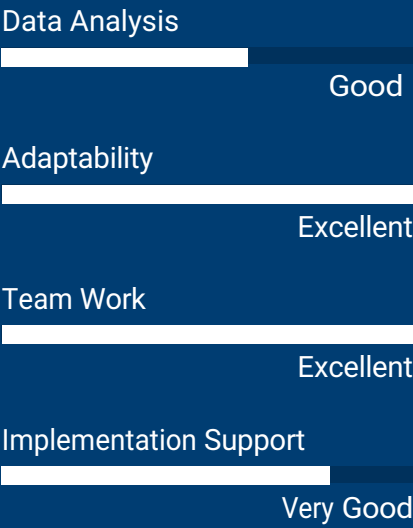 Data Analysis
Good
Adaptability
Excellent
Team Work
Excellent
Implementation Support
Very Good